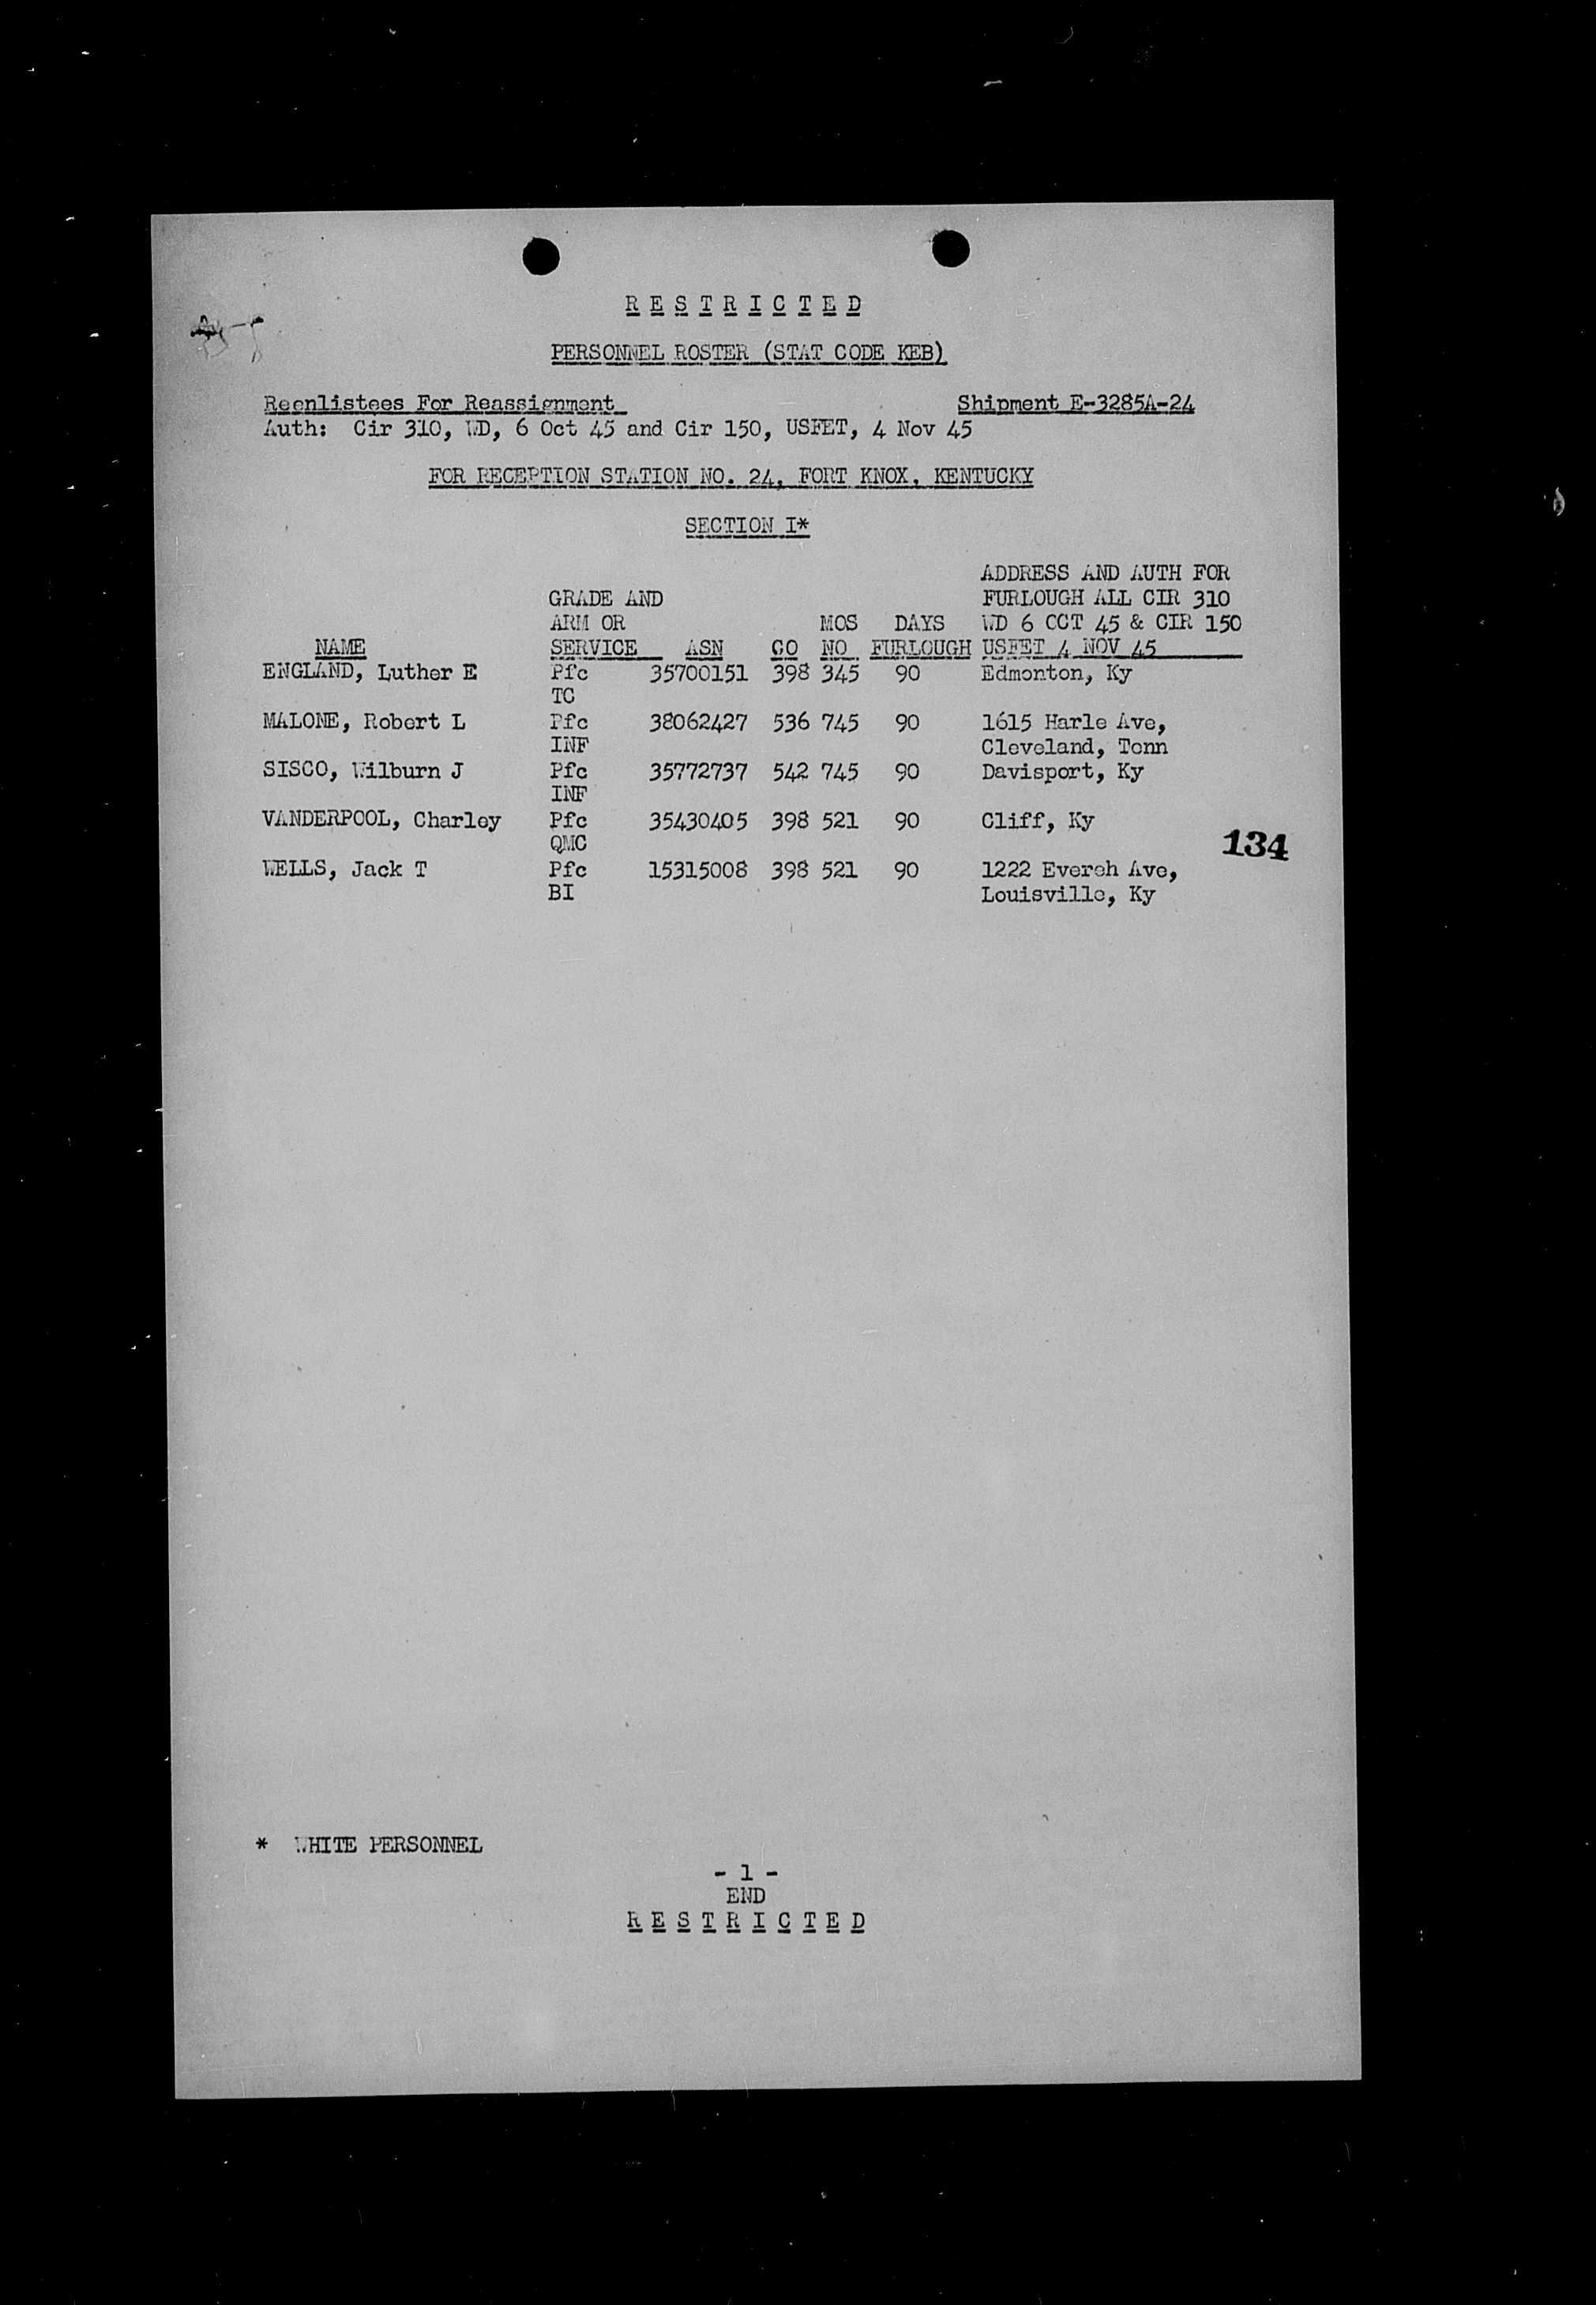 R E S T R I C T E D
PERSONNEL ROSTER (STAT CODE KEB)
Reenlistees For Reassignment Shipment E-3285A-24
Auth: Cir 310, WD, 6 Oct 45 and Cir 150, USFET, 4 Nov 45
FOR RECEPTION STATION NO. 24, FORT KNOX, KENTUCKY
SECTION I*
ADDRESS AND AUTH FOR
GRADE AND FURLOUGH ALL CIR 310
ARM OR MOS DAYS WD 6 OCT 45 & CIR 150
NAME SERVICE ASN CO NO FURLOUGH USFET 4 NOV 45
ENGLAND, Luther E Pfc 35700151 398 345 90 Edmonton, Ky
TC
MALONE, Robert L Pfc 38062427 536 745 90 1615 Harle Ave,
INF Cleveland, Tenn
SISCO, Wilburn J Pfc 35772737 542 745 90 Davisport, Ky
INF
VANDERPOOL, Charley Pfc 35430405 398 521 90 Cliff, Ky
QMC 134
WELLS, Jack T Pfc 15315008 398 521 90 1222 Ave,
BI Louisville, Ky
* WHITE PERSONNEL
- 1 -
END
R E S T R I C T E D